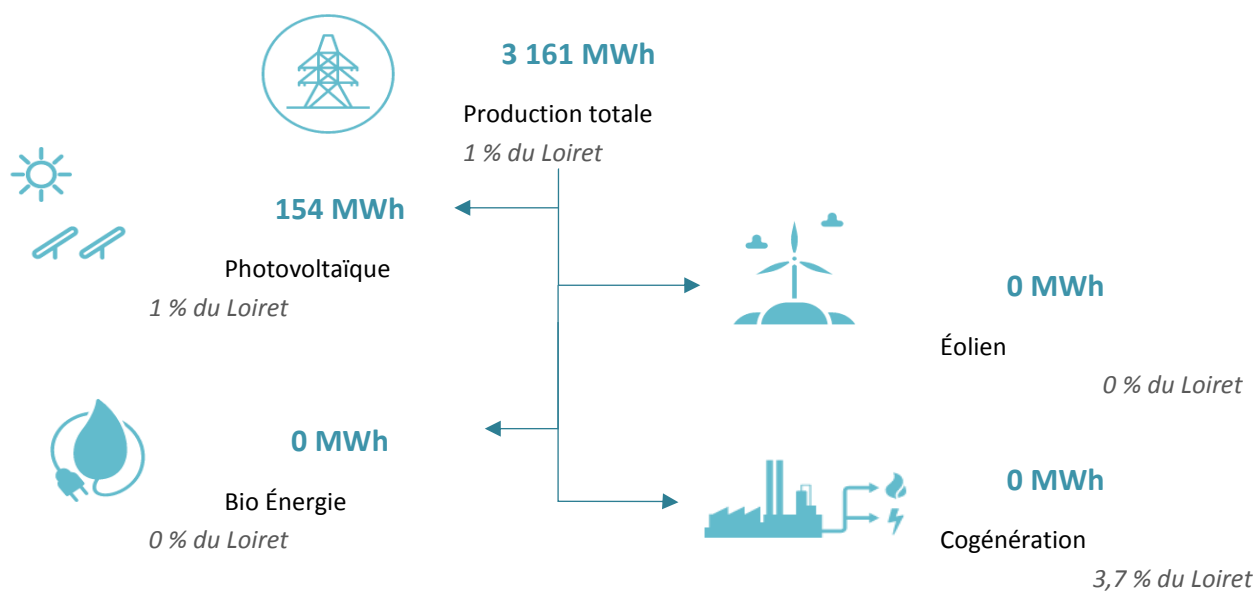 3 161 MWh
Production totale
1 % du Loiret
154 MWh
Photovoltaïque
1 % du Loiret
0 MWh
Éolien
0 % du Loiret
0 MWh
Bio Énergie
0 % du Loiret
0 MWh
Cogénération
3,7 % du Loiret